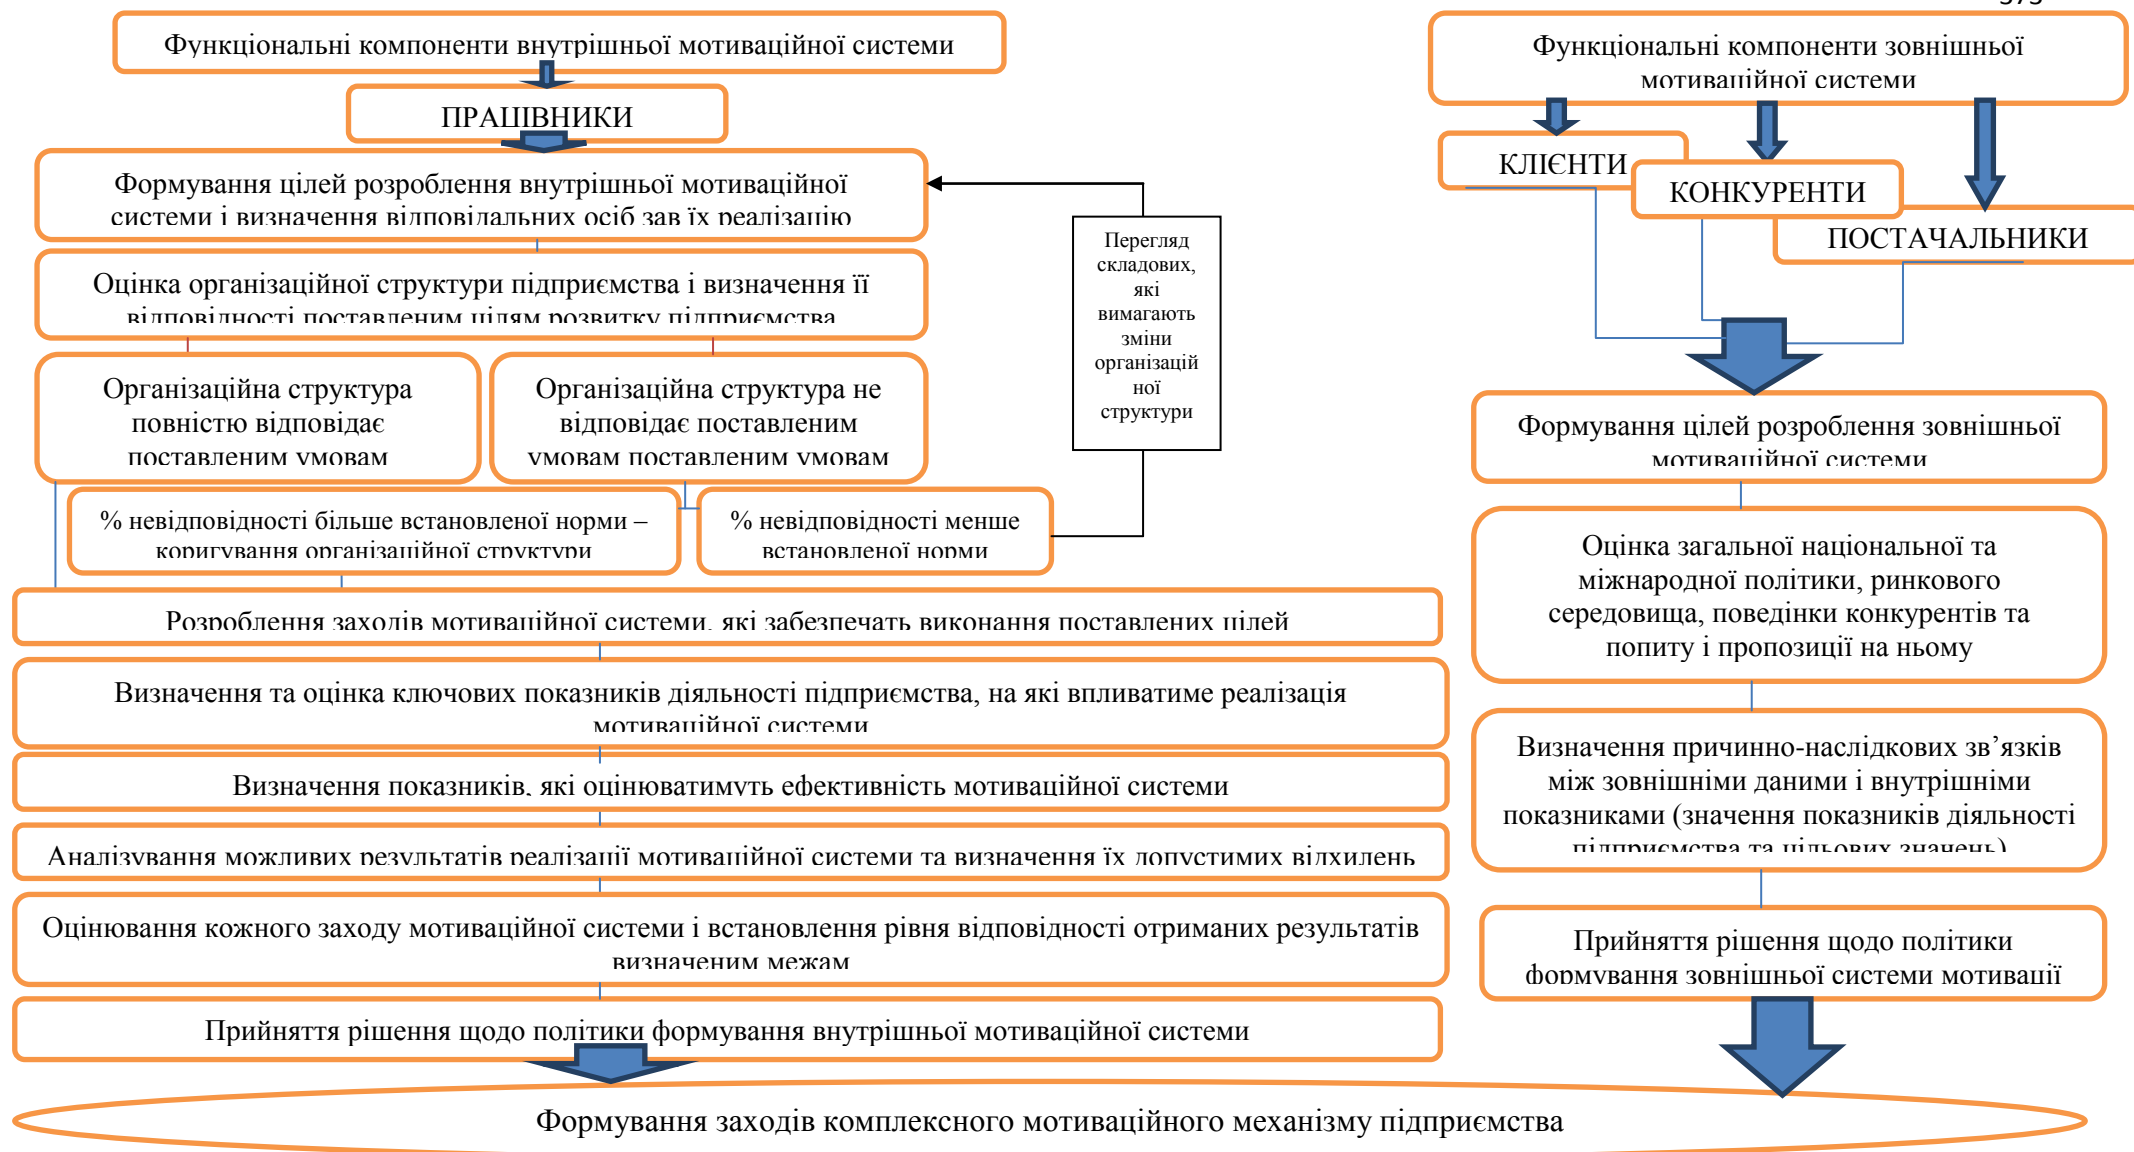 Функціональні компоненти внутрішньої мотиваційної системи
ПРАЦІВНИКИ
Формування цілей розроблення внутрішньої мотиваційної
системи і визначення відповідальних осіб зав їх реалізацію
Оцінка організаційної структури підприємства і визначення її
відповідності поставленим цілям розвитку підприємства
Організаційна структура
повністю відповідає
поставленим умовам
Організаційна структура не
відповідає поставленим
умовам поставленим умовам
% невідповідності більше встановленої норми –
коригування організаційної структури
% невідповідності менше
встановленої норми
Перегляд
складових,
які
вимагають
зміни
організацій
ної
структури
Розроблення заходів мотиваційної системи, які забезпечать виконання поставлених цілей
Визначення та оцінка ключових показників діяльності підприємства, на які впливатиме реалізація
мотиваційної системи
Визначення показників, які оцінюватимуть ефективність мотиваційної системи
Аналізування можливих результатів реалізації мотиваційної системи та визначення їх допустимих відхилень
Оцінювання кожного заходу мотиваційної системи і встановлення рівня відповідності отриманих результатів
визначеним межам
Прийняття рішення щодо політики формування внутрішньої мотиваційної системи
Функціональні компоненти зовнішньої
мотиваційної системи
КЛІЄНТИ
КОНКУРЕНТИ
ПОСТАЧАЛЬНИКИ
Формування цілей розроблення зовнішньої
мотиваційної системи
Оцінка загальної національної та
міжнародної політики, ринкового
середовища, поведінки конкурентів та
попиту і пропозиції на ньому
Визначення причинно-наслідкових зв’язків
між зовнішніми даними і внутрішніми
показниками (значення показників діяльності
підприємства та цільових значень)
Прийняття рішення щодо політики
формування зовнішньої системи мотивації
Формування заходів комплексного мотиваційного механізму підприємства